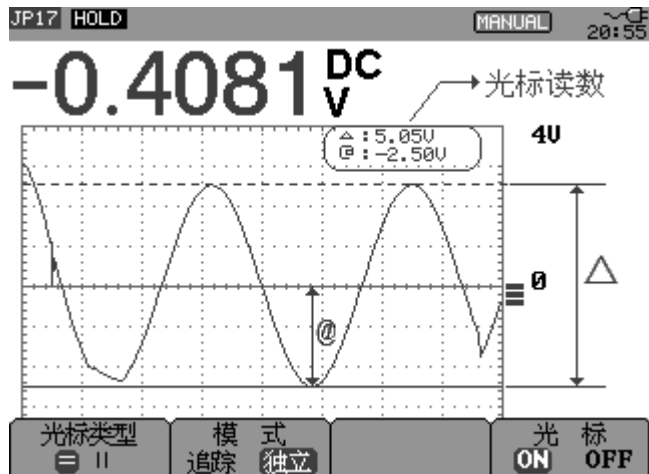 JP17 HOLD MANUAL
20:55
-0.4081 DC V
光标读数
△:5.05V
@:-2.50V
4V
0
△
@
光标类型 模 式 光 标
追踪 独立 ON OFF